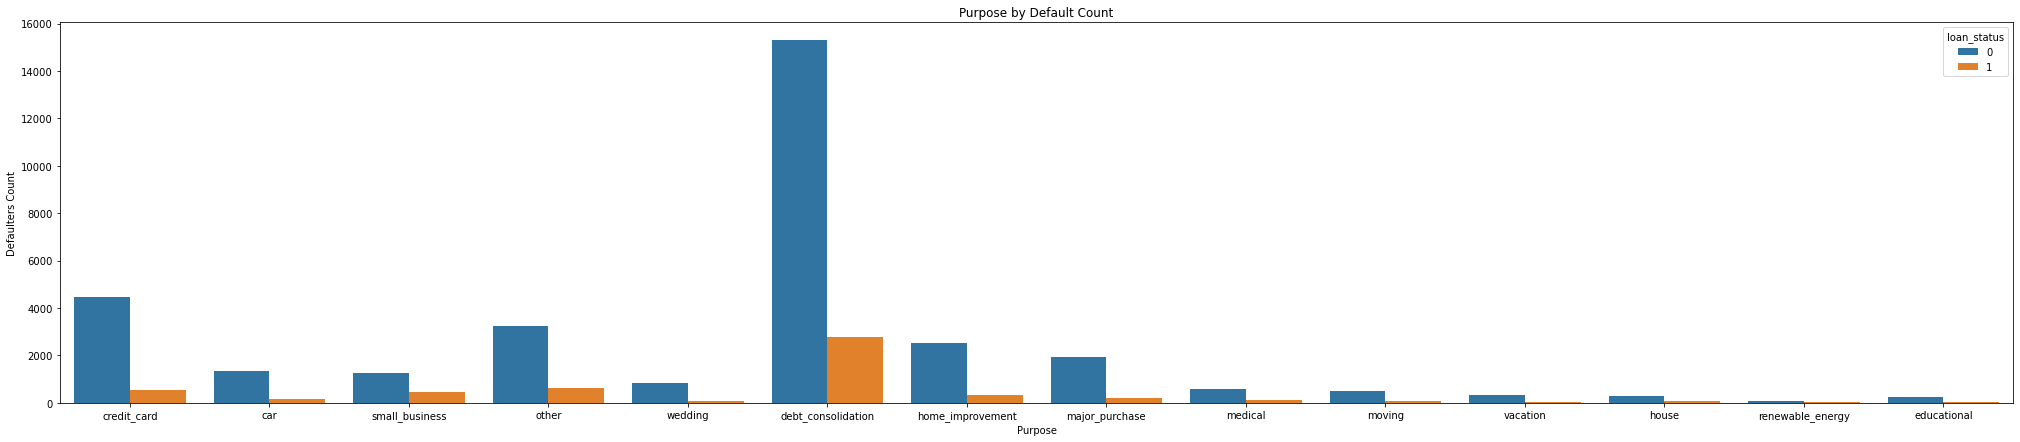 Purpose by Default Count
loan_status
0
1
Defaulters Count
16000
14000
12000
10000
8000
6000
4000
2000
0
credit_card car small_business other wedding debt_consolidation home_improvement major_purchase medical moving vacation house renewable_energy educational
Purpose